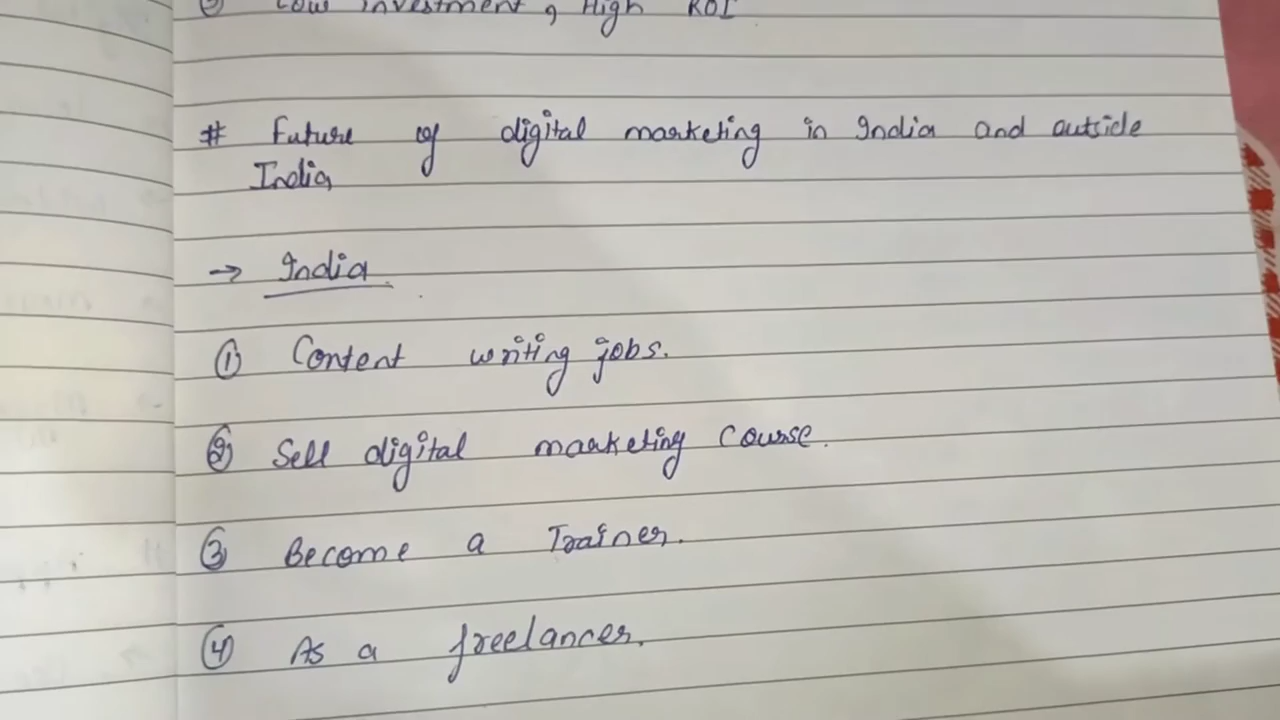 ③ Low investment, High ROI
# Future of digital marketing in India and outside
India
→ India.
① Content writing jobs.
② Sell digital marketing course.
③ Become a Trainer.
④ As a freelancer.